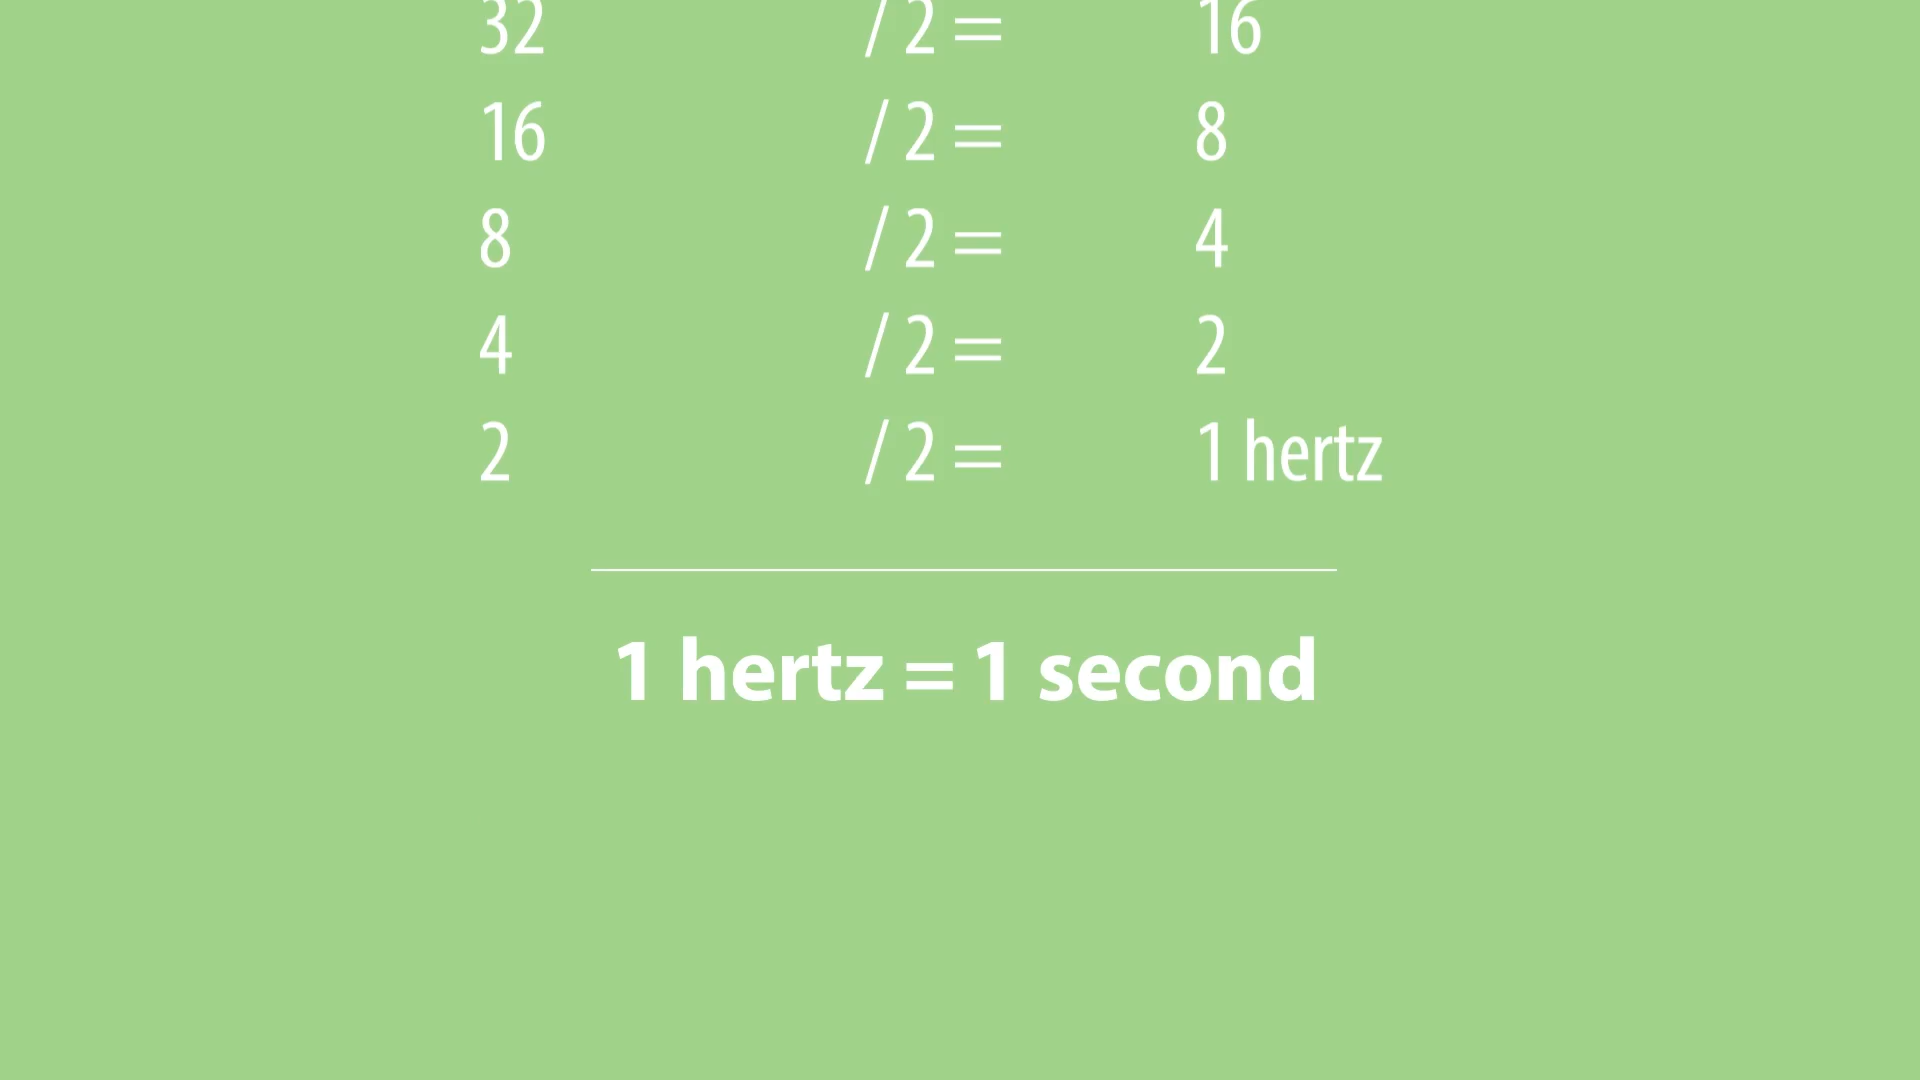 32 / 2 = 16
16 / 2 = 8
8 / 2 = 4
4 / 2 = 2
2 / 2 = 1 hertz
1 hertz = 1 second